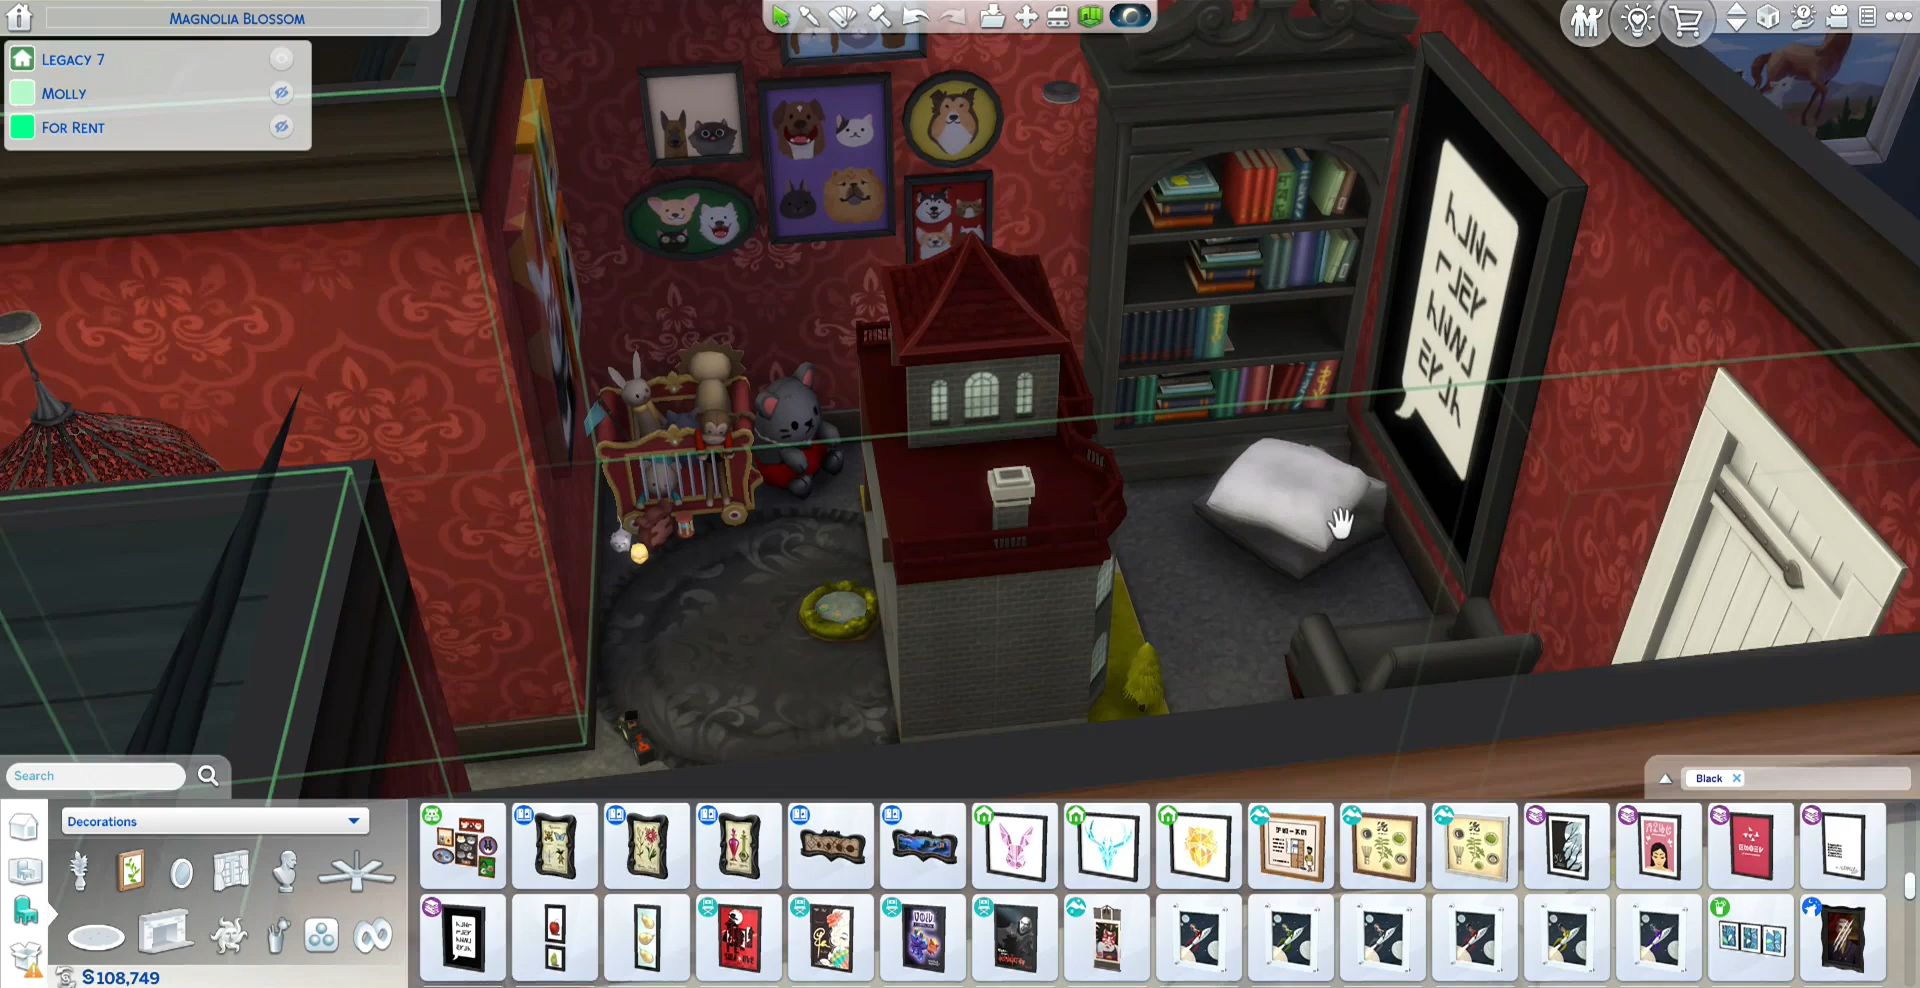 MAGNOLIA BLOSSOM
LEGACY 7
MOLLY
FOR RENT
Search
Black
Decorations
§108,749